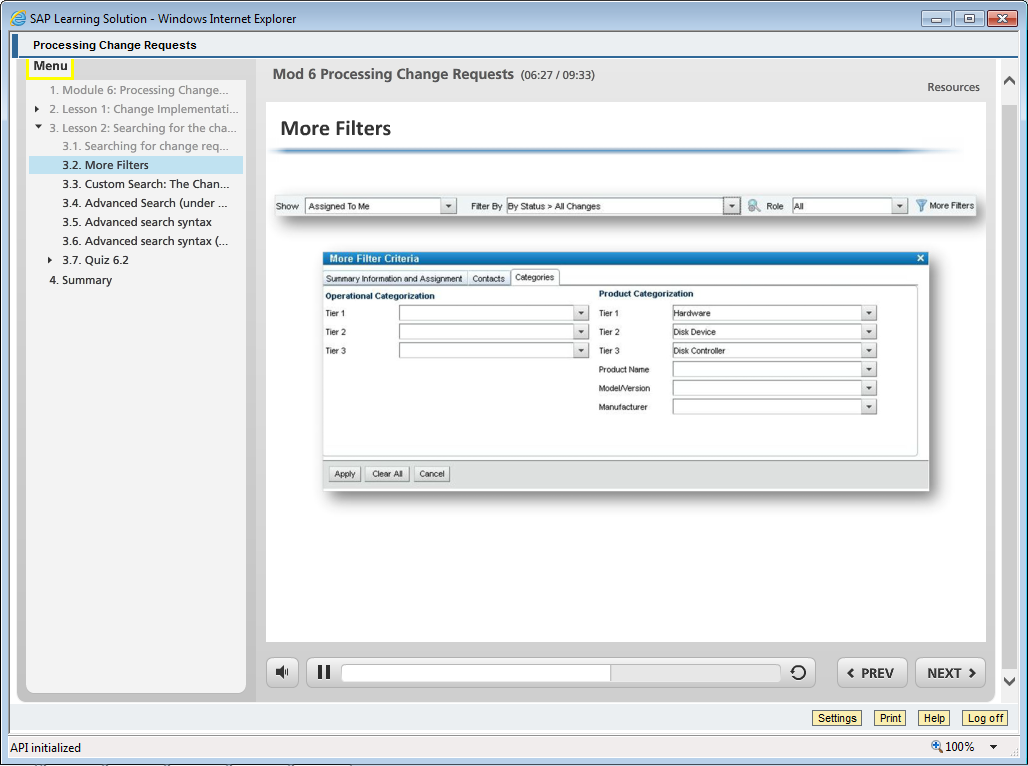 SAP Learning Solution - Windows Internet Explorer
Processing Change Requests
Menu
1. Module 6: Processing Change...
2. Lesson 1: Change Implementati...
3. Lesson 2: Searching for the cha...
3.1. Searching for change req...
3.2. More Filters
3.3. Custom Search: The Chan...
3.4. Advanced Search (under ...
3.5. Advanced search syntax
3.6. Advanced search syntax (...
3.7. Quiz 6.2
4. Summary
Mod 6 Processing Change Requests (06:27 / 09:33)
Resources
More Filters
Show Assigned To Me Filter By By Status > All Changes Role All More Filters
More Filter Criteria
Summary Information and Assignment Contacts Categories
Operational Categorization
Tier 1
Tier 2
Tier 3
Product Categorization
Tier 1 Hardware
Tier 2 Disk Device
Tier 3 Disk Controller
Product Name
Model/Version
Manufacturer
Apply Clear All Cancel
PREV NEXT
Settings Print Help Log off
API initialized 100%